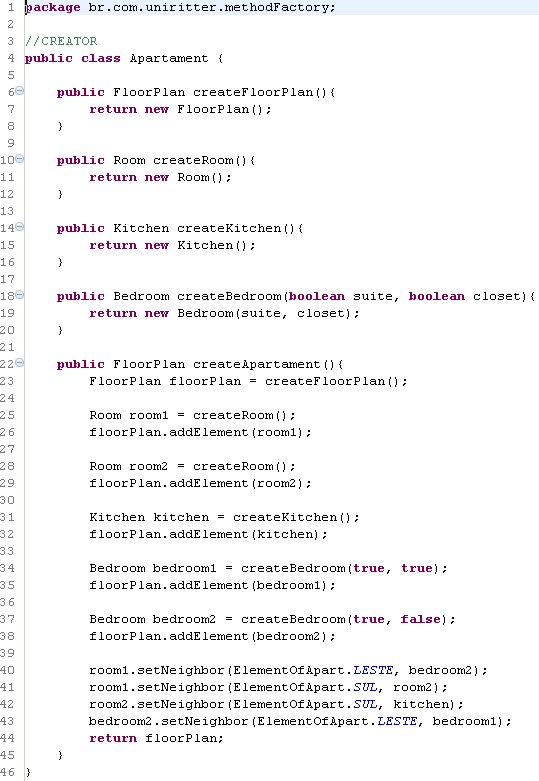 1 package br.com.uniritter.methodFactory;
2
3 //CREATOR
4 public class Apartament {
5
6 public FloorPlan createFloorPlan(){
7 return new FloorPlan();
8 }
9
10 public Room createRoom(){
11 return new Room();
12 }
13
14 public Kitchen createKitchen(){
15 return new Kitchen();
16 }
17
18 public Bedroom createBedroom(boolean suite, boolean closet){
19 return new Bedroom(suite, closet);
20 }
21
22 public FloorPlan createApartament(){
23 FloorPlan floorPlan = createFloorPlan();
24
25 Room room1 = createRoom();
26 floorPlan.addElement(room1);
27
28 Room room2 = createRoom();
29 floorPlan.addElement(room2);
30
31 Kitchen kitchen = createKitchen();
32 floorPlan.addElement(kitchen);
33
34 Bedroom bedroom1 = createBedroom(true, true);
35 floorPlan.addElement(bedroom1);
36
37 Bedroom bedroom2 = createBedroom(true, false);
38 floorPlan.addElement(bedroom2);
39
40 room1.setNeighbor(ElementOfApart.LESTE, bedroom2);
41 room1.setNeighbor(ElementOfApart.SUL, room2);
42 room2.setNeighbor(ElementOfApart.SUL, kitchen);
43 bedroom2.setNeighbor(ElementOfApart.LESTE, bedroom1);
44 return floorPlan;
45 }
46 }